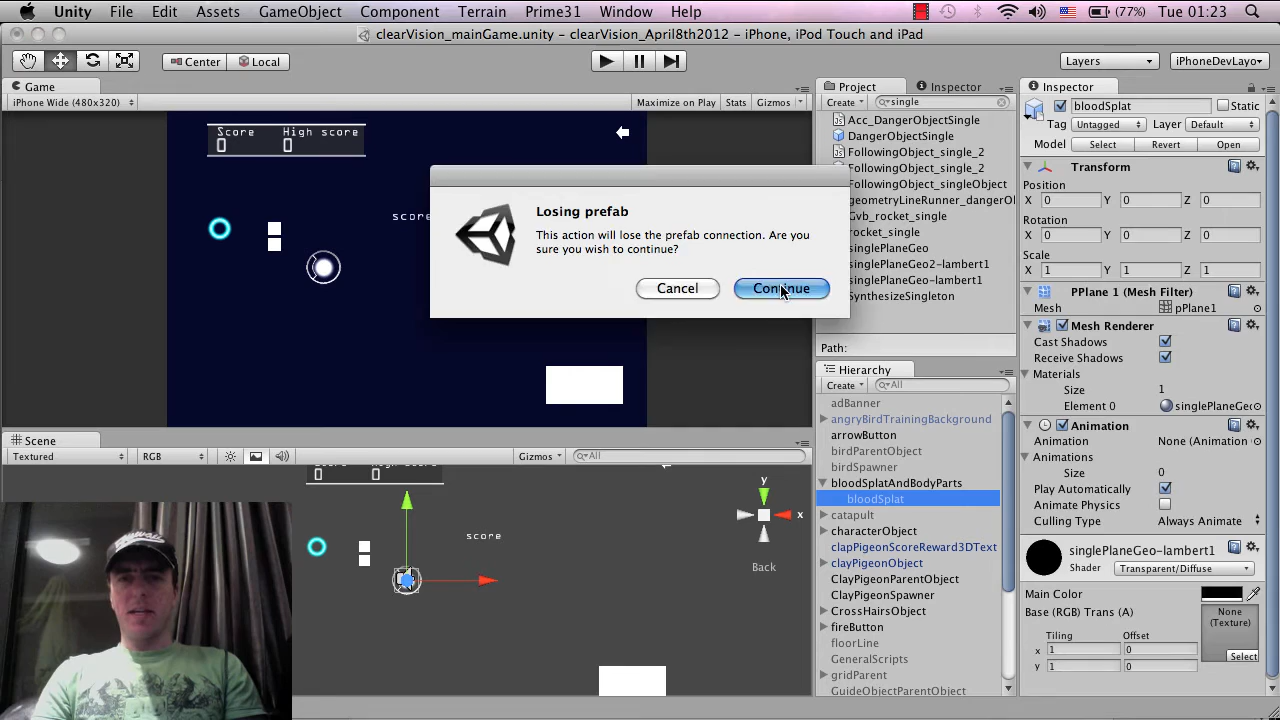 Unity File Edit Assets GameObject Component Terrain Prime31 Window Help (77%) Tue 01:23
clearVision_mainGame.unity – clearVision_April8th2012 – iPhone, iPod Touch and iPad
Center Local Layers iPhoneDevLayo...
Game
iPhone Wide (480x320) Maximize on Play Stats Gizmos
Score High score
0 0
score
Losing prefab
This action will lose the prefab connection. Are you
sure you wish to continue?
Cancel Continue
Scene
Textured RGB Gizmos All
0 0
score
y
x
Back
Project Inspector
Create single
Acc_DangerObjectSingle
DangerObjectSingle
FollowingObject_single_2
FollowingObject_single_2
FollowingObject_singleObject
geometryLineRunner_dangerO
Gvb_rocket_single
rocket_single
singlePlaneGeo
singlePlaneGeo2-lambert1
singlePlaneGeo-lambert1
SynthesizeSingleton
Path:
Hierarchy
Create All
adBanner
angryBirdTrainingBackground
arrowButton
birdParentObject
birdSpawner
bloodSplatAndBodyParts
bloodSplat
catapult
characterObject
clapPigeonScoreReward3DText
clayPigeonObject
ClayPigeonParentObject
ClayPigeonSpawner
CrossHairsObject
fireButton
floorLine
GeneralScripts
gridParent
GuideObjectParentObject
Inspector
bloodSplat Static
Tag Untagged Layer Default
Model Select Revert Open
Transform
Position
X 0 Y 0 Z 0
Rotation
X 0 Y 0 Z 0
Scale
X 1 Y 1 Z 1
PPlane 1 (Mesh Filter)
Mesh pPlane1
Mesh Renderer
Cast Shadows
Receive Shadows
Materials
Size 1
Element 0 singlePlaneGeo
Animation
Animation None (Animation
Animations
Size 0
Play Automatically
Animate Physics
Culling Type Always Animate
singlePlaneGeo-lambert1
Shader Transparent/Diffuse
Main Color
Base (RGB) Trans (A)
None
(Texture)
Tiling Offset
x 1 0
y 1 0
Select